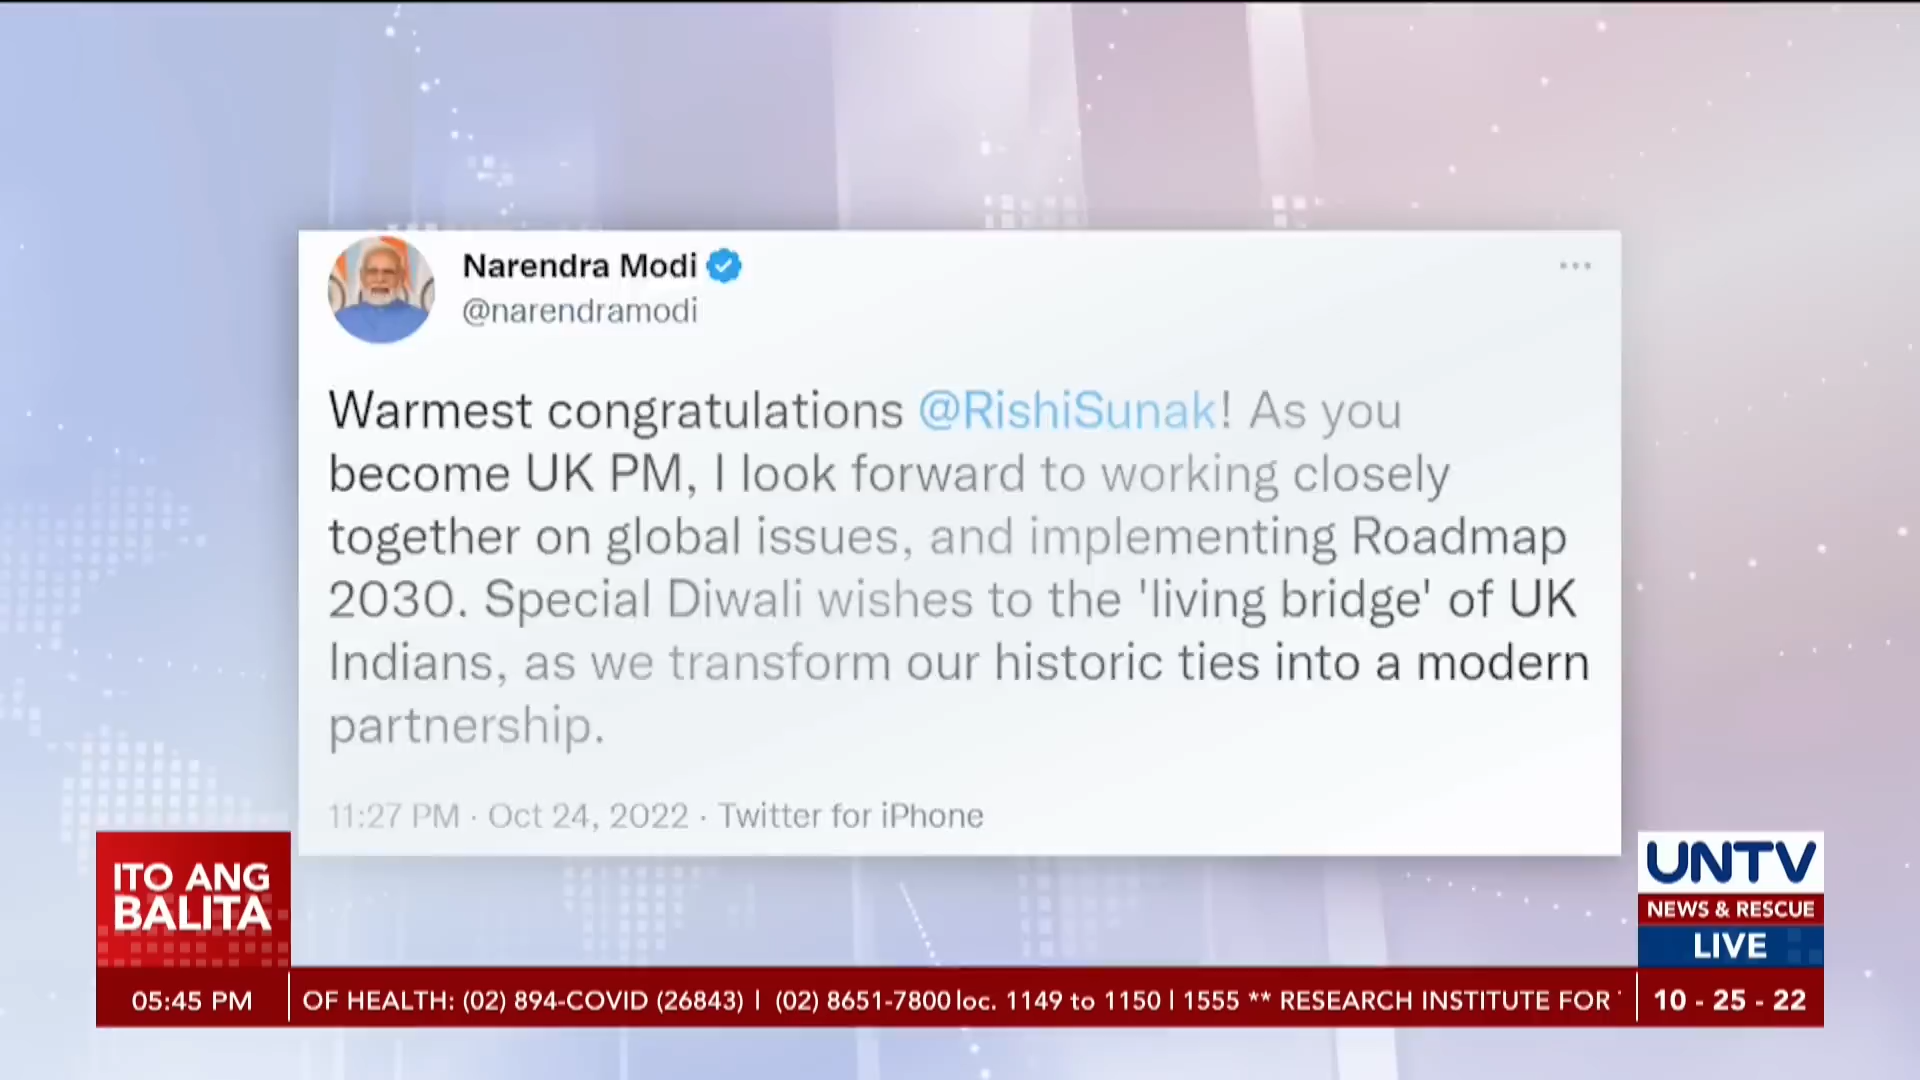 Narendra Modi
@narendramodi
Warmest congratulations @RishiSunak! As you
become UK PM, I look forward to working closely
together on global issues, and implementing Roadmap
2030. Special Diwali wishes to the 'living bridge' of UK
Indians, as we transform our historic ties into a modern
partnership.
11:27 PM · Oct 24, 2022 · Twitter for iPhone
ITO ANG
BALITA
UNTV
NEWS & RESCUE
LIVE
05:45 PM
OF HEALTH: (02) 894-COVID (26843) | (02) 8651-7800 loc. 1149 to 1150 | 1555 ** RESEARCH INSTITUTE FOR
10 - 25 - 22